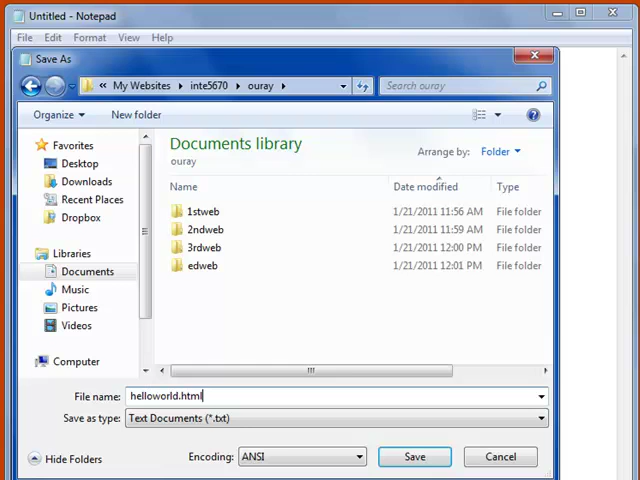 Untitled - Notepad
File Edit Format View Help
Save As
« My Websites inte5670 ouray Search ouray
Organize New folder
Favorites
Desktop
Downloads
Recent Places
Dropbox
Libraries
Documents
Music
Pictures
Videos
Computer
Documents library
ouray
Arrange by: Folder
Name Date modified Type
1stweb 1/21/2011 11:56 AM File folder
2ndweb 1/21/2011 11:59 AM File folder
3rdweb 1/21/2011 12:00 PM File folder
edweb 1/21/2011 12:01 PM File folder
File name: helloworld.html
Save as type: Text Documents (*.txt)
Hide Folders Encoding: ANSI Save Cancel